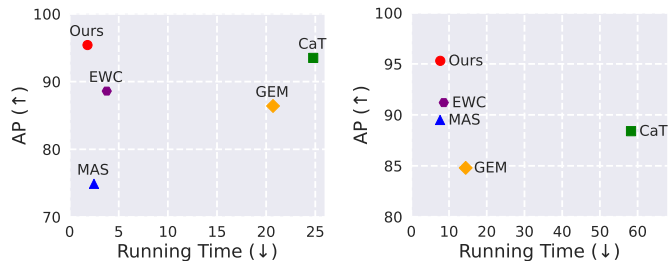 100
90
80
70
AP (↑)
Ours
EWC
MAS
GEM
CaT
0
5
10
15
20
25
Running Time (↓)
100
95
90
85
80
AP (↑)
Ours
EWC
MAS
GEM
CaT
0
10
20
30
40
50
60
Running Time (↓)